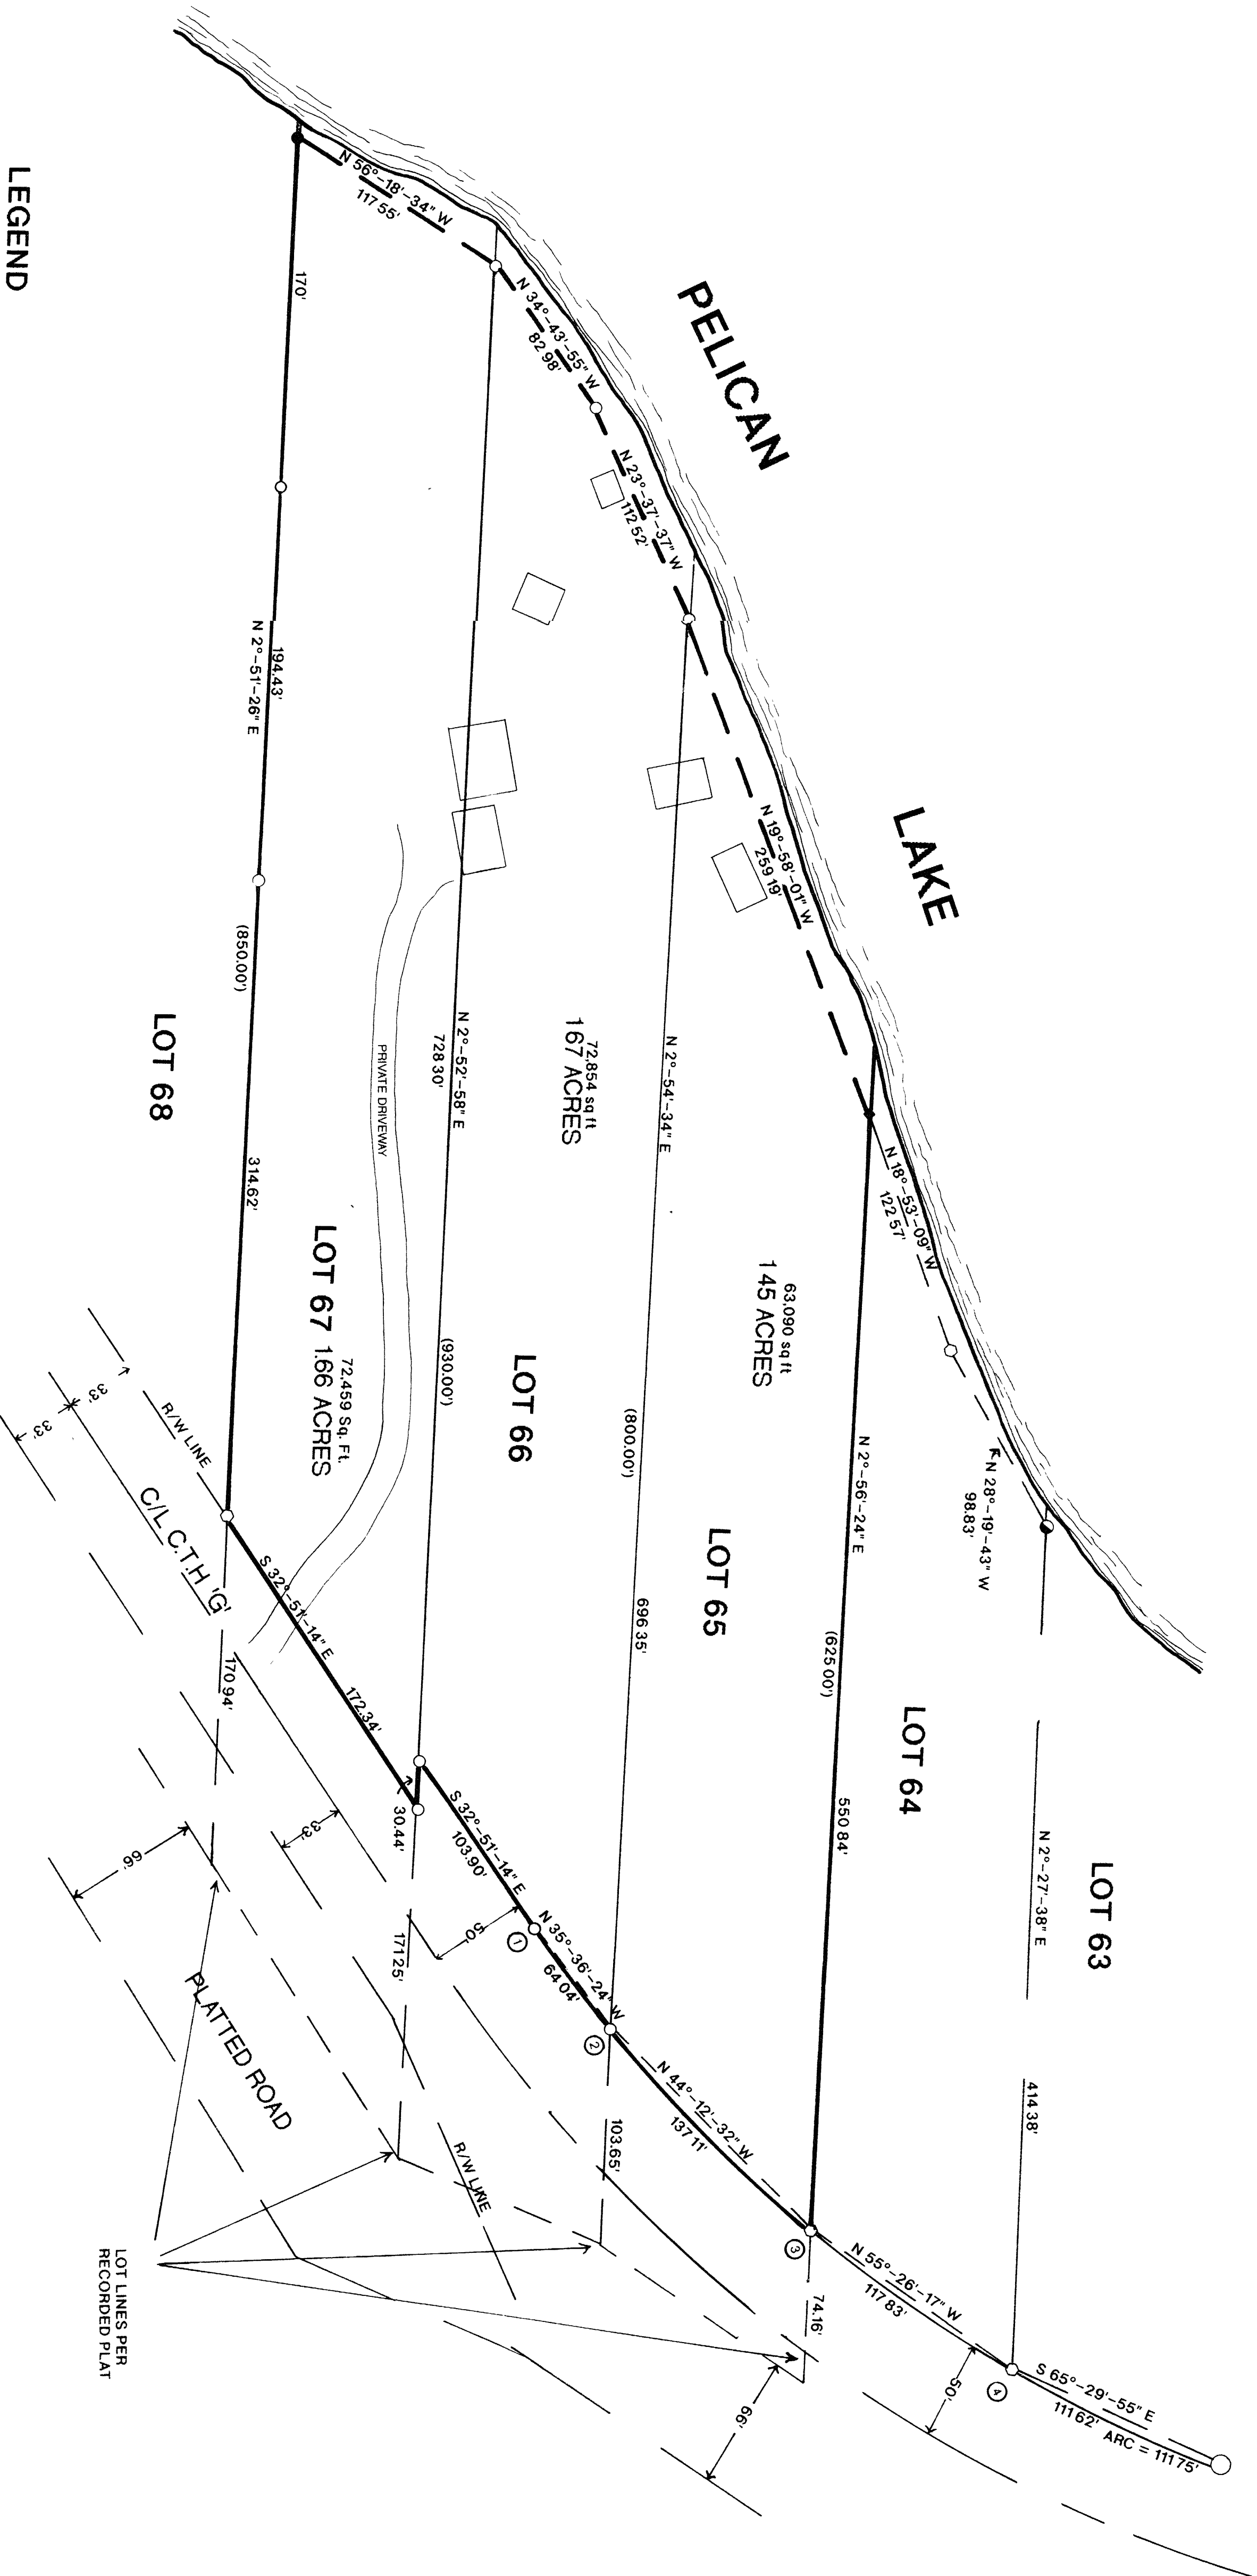 LEGEND
PELICAN
LAKE
N 56°-18'-34" W
117 55'
N 34°-43'-55" W
82 98'
N 23°-37'-37" W
112 52'
N 19°-58'-01" W
259 19'
N 18°-53'-09" W
122 57'
N 28°-19'-43" W
98.83'
170'
194.43'
N 2°-51'-26" E
(850.00')
314.62'
LOT 68
N 2°-52'-58" E
728 30'
(930.00')
PRIVATE DRIVEWAY
LOT 67
72,459 Sq. Ft.
1.66 ACRES
72,854 sq ft
167 ACRES
LOT 66
N 2°-54'-34" E
(800.00')
696 35'
63,090 sq ft
145 ACRES
LOT 65
N 2°-56'-24" E
(625 00')
550 84'
LOT 64
N 2°-27'-38" E
414 38'
LOT 63
33'
33'
R/W LINE
C/L C.T.H 'G'
S 32°-51'-14" E
172.34'
170 94'
30.44'
33'
66'
S 32°-51'-14" E
103.90'
50'
171 25'
N 35°-36'-24" W
64 04'
1
2
N 44°-12'-32" W
137 11'
103.65'
R/W LINE
PLATTED ROAD
3
N 55°-26'-17" W
117 83'
74.16'
50'
66'
4
S 65°-29'-55" E
111 62' ARC = 111 75'
LOT LINES PER
RECORDED PLAT